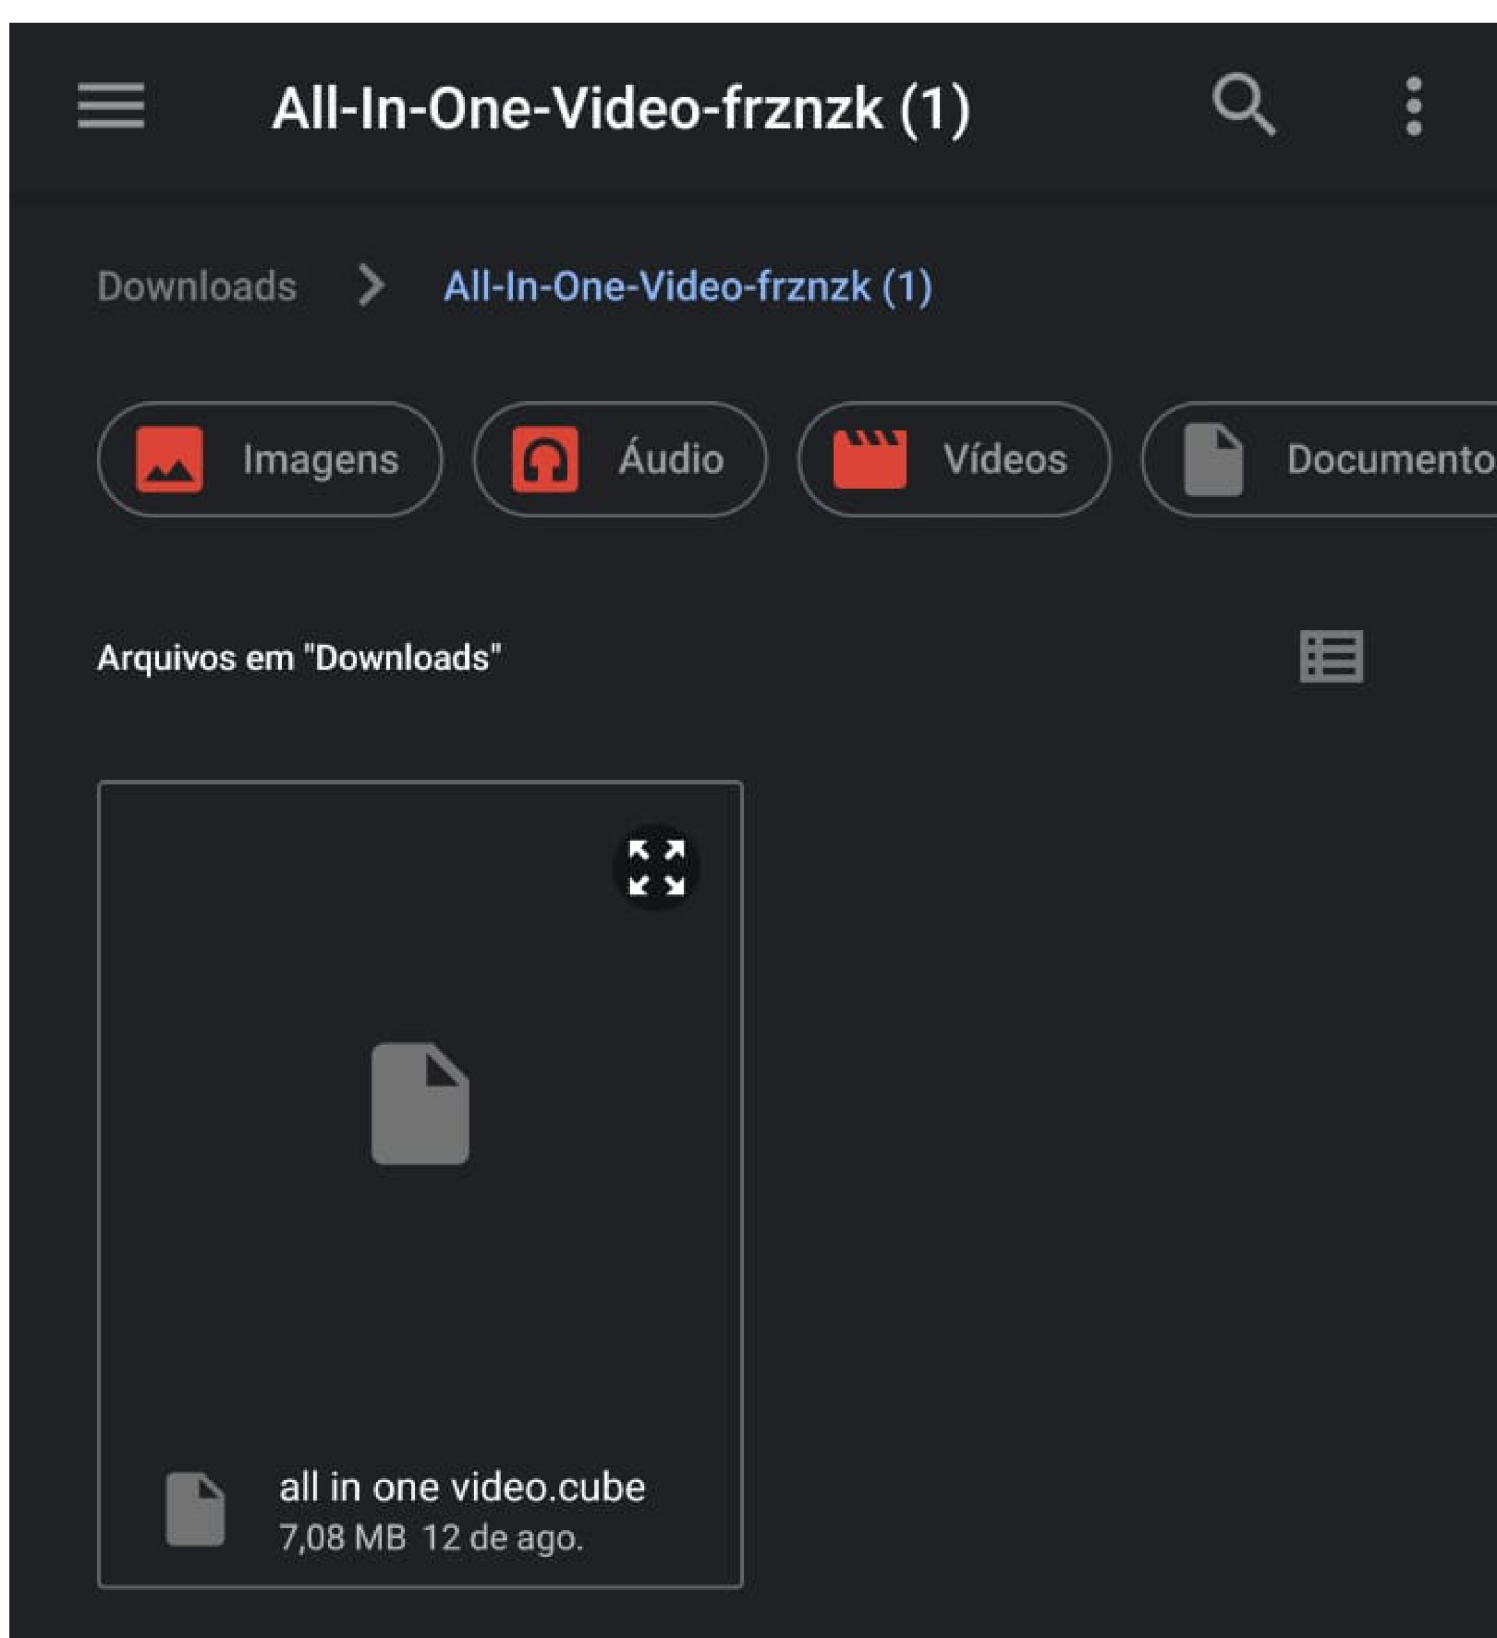 All-In-One-Video-frznzk (1)
Downloads > All-In-One-Video-frznzk (1)
Imagens Áudio Vídeos Documento
Arquivos em "Downloads"
all in one video.cube
7,08 MB 12 de ago.